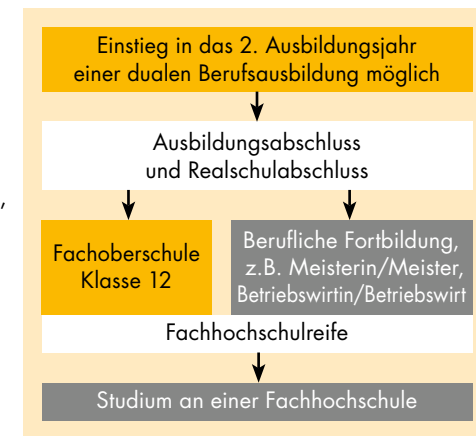 Einstieg in das 2. Ausbildungsjahr
einer dualen Berufsausbildung möglich
Ausbildungsabschluss
und Realschulabschluss
,
Fachoberschule
Klasse 12
Berufliche Fortbildung,
z.B. Meisterin/Meister,
Betriebswirtin/Betriebswirt
Fachhochschulreife
Studium an einer Fachhochschule